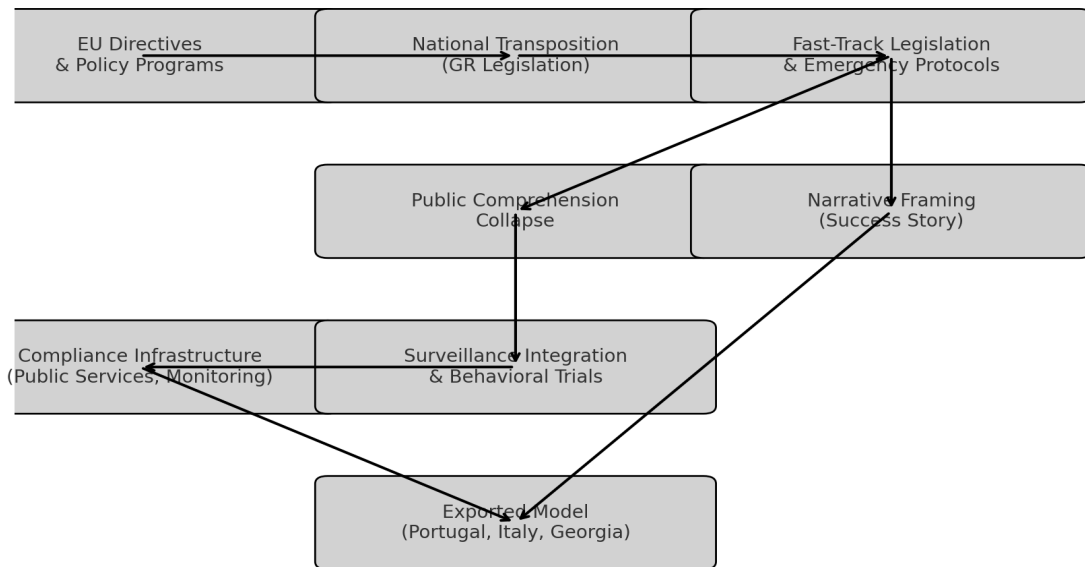 EU Directives
& Policy Programs
National Transposition
(GR Legislation)
Fast-Track Legislation
& Emergency Protocols
Public Comprehension
Collapse
Narrative Framing
(Success Story)
Compliance Infrastructure
(Public Services, Monitoring)
Surveillance Integration
& Behavioral Trials
Exported Model
(Portugal, Italy, Georgia)